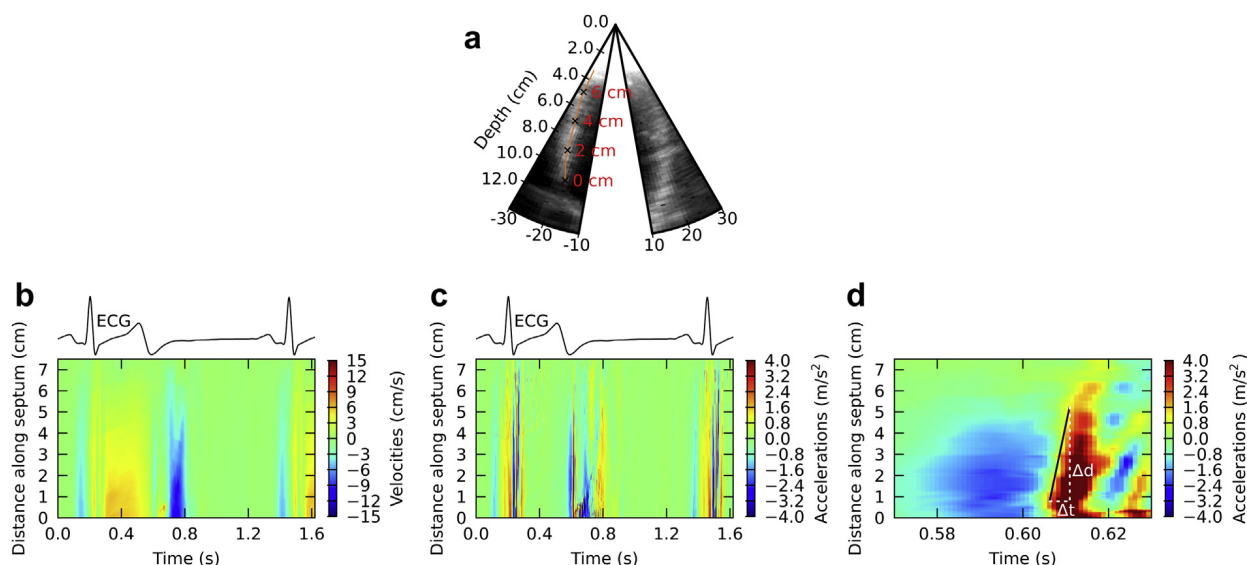 a
0.0
2.0
4.0
6.0
8.0
10.0
12.0
Depth (cm)
6 cm
4 cm
2 cm
0 cm
-30
-20
-10
10
20
30
b
ECG
Distance along septum (cm)
7
6
5
4
3
2
1
0
0.0 0.4 0.8 1.2 1.6
Time (s)
15
12
9
6
3
0
−3
−6
−9
−12
−15
Velocities (cm/s)
c
ECG
Distance along septum (cm)
7
6
5
4
3
2
1
0
0.0 0.4 0.8 1.2 1.6
Time (s)
4.0
3.2
2.4
1.6
0.8
0.0
−0.8
−1.6
−2.4
−3.2
−4.0
Accelerations (m/s²)
d
Distance along septum (cm)
7
6
5
4
3
2
1
0
Δd
Δt
0.58 0.60 0.62
Time (s)
4.0
3.2
2.4
1.6
0.8
0.0
−0.8
−1.6
−2.4
−3.2
−4.0
Accelerations (m/s²)